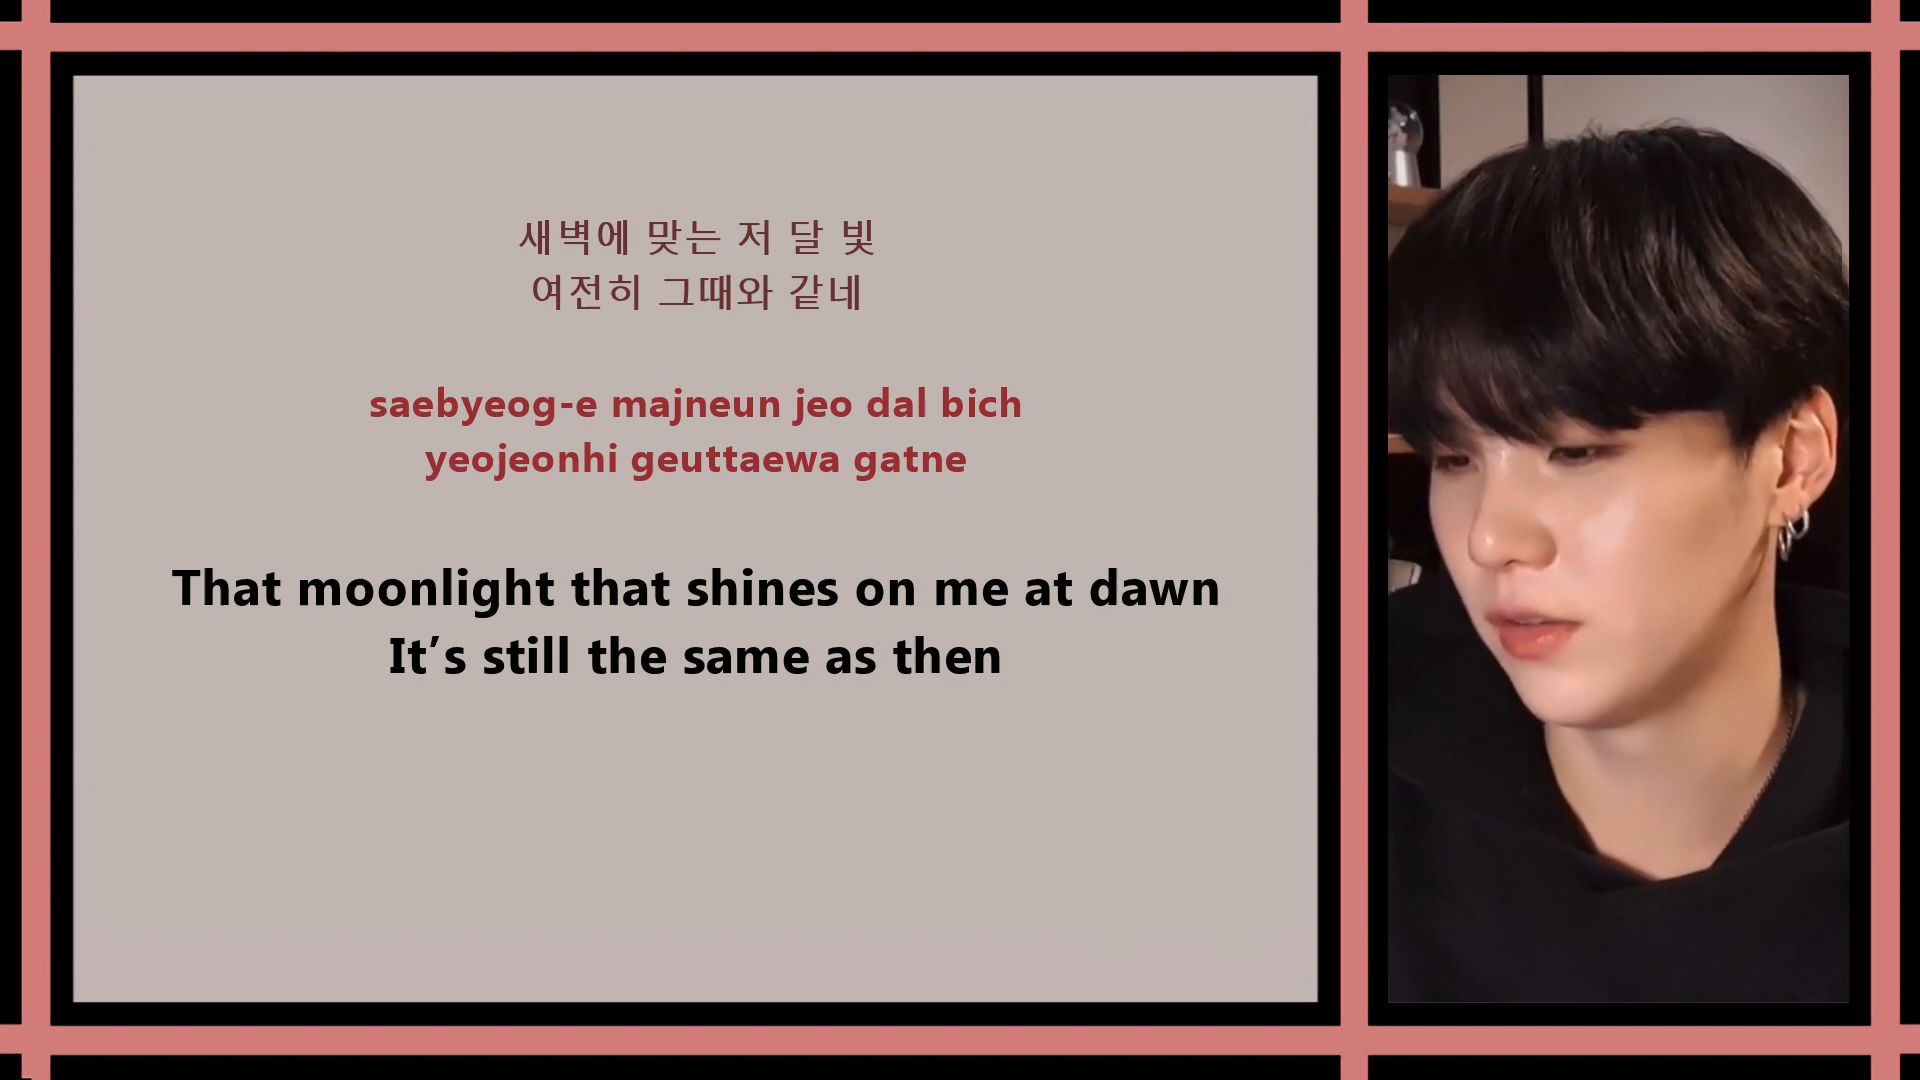 새벽에 맞는 저 달 빛
여전히 그때와 같네
saebyeog-e majneun jeo dal bich
yeojeonhi geuttaewa gatne
That moonlight that shines on me at dawn
It’s still the same as then